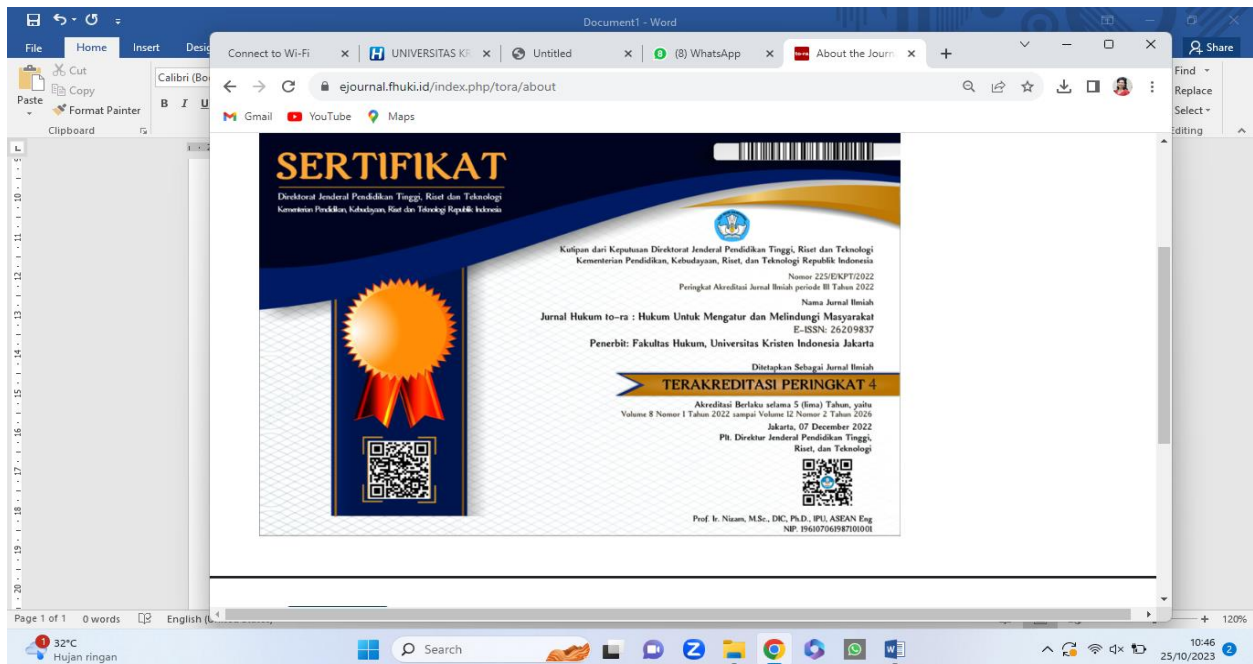 Document1 - Word
File Home Insert Desig
Share
Cut
Copy
Paste
Format Painter
Clipboard
Calibri (Bo
B I U
Find
Replace
Select
Editing
Connect to Wi-Fi
UNIVERSITAS KR
Untitled
(8) WhatsApp
About the Journ
ejournal.fhuki.id/index.php/tora/about
Gmail YouTube Maps
SERTIFIKAT
Direktorat Jenderal Pendidikan Tinggi, Riset dan Teknologi
Kementerian Pendidikan, Kebudayaan, Riset dan Teknologi Republik Indonesia
Kutipan dari Keputusan Direktorat Jenderal Pendidikan Tinggi, Riset dan Teknologi
Kementerian Pendidikan, Kebudayaan, Riset, dan Teknologi Republik Indonesia
Nomor 225/E/KPT/2022
Peringkat Akreditasi Jurnal Ilmiah periode III Tahun 2022
Nama Jurnal Ilmiah
Jurnal Hukum to-ra : Hukum Untuk Mengatur dan Melindungi Masyarakat
E-ISSN: 26209837
Penerbit: Fakultas Hukum, Universitas Kristen Indonesia Jakarta
Ditetapkan Sebagai Jurnal Ilmiah
TERAKREDITASI PERINGKAT 4
Akreditasi Berlaku selama 5 (lima) Tahun, yaitu
Volume 8 Nomor 1 Tahun 2022 sampai Volume 12 Nomor 2 Tahun 2026
Jakarta, 07 December 2022
Plt. Direktur Jenderal Pendidikan Tinggi,
Riset, dan Teknologi
Prof. Ir. Nizam, M.Sc., DIC, Ph.D., IPU, ASEAN Eng
NIP. 196107061987101001
Page 1 of 1 0 words English (
120%
1
32°C
Hujan ringan
Search
10:46
25/10/2023
2